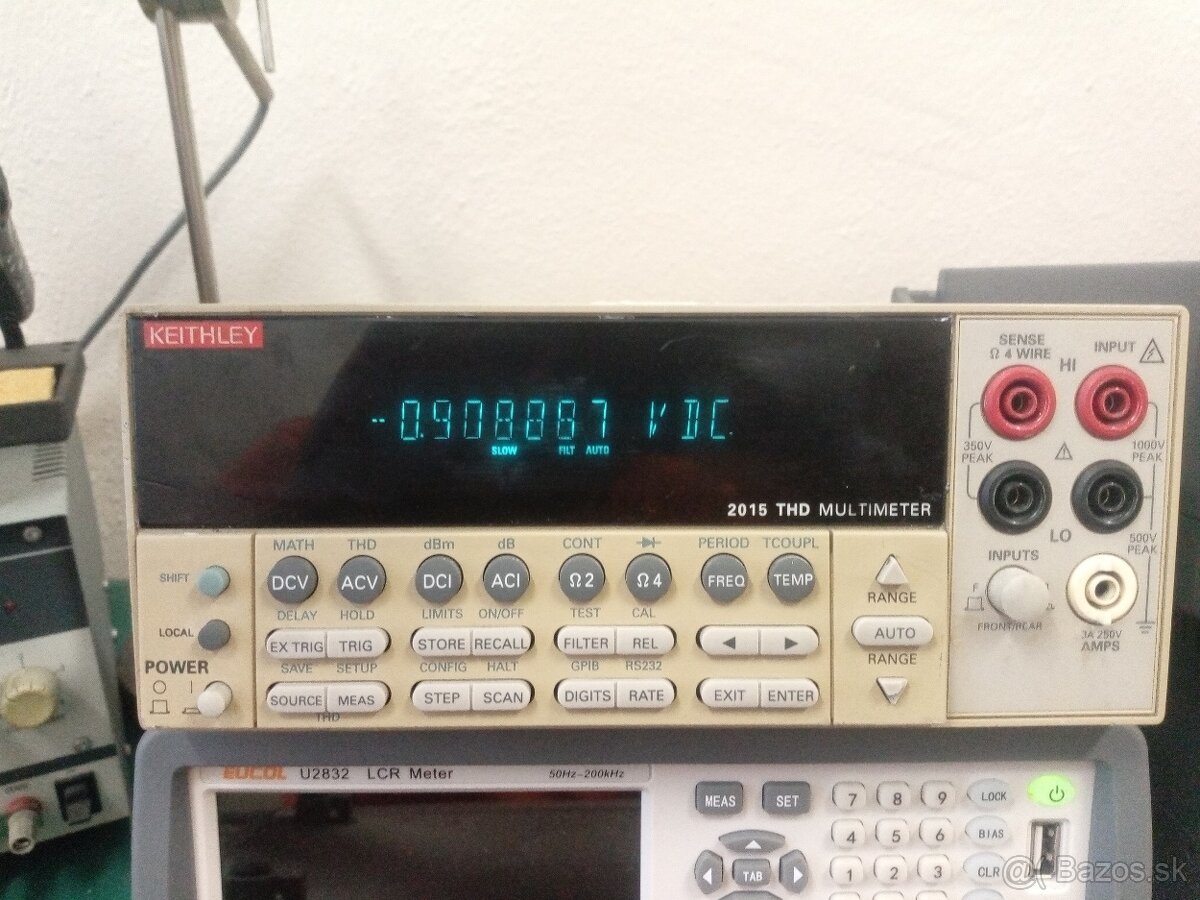 KEITHLEY
-0.908887 VDC
SLOW FILT AUTO
2015 THD MULTIMETER
SENSE
Ω 4 WIRE
INPUT
HI
350V
PEAK
1000V
PEAK
LO
500V
PEAK
INPUTS
F
FRONT/REAR
3A 250V
AMPS
MATH THD dBm dB CONT PERIOD TCOUPL
SHIFT
DCV ACV DCI ACI Ω2 Ω4 FREQ TEMP
RANGE
DELAY HOLD LIMITS ON/OFF TEST CAL
LOCAL
EX TRIG TRIG STORE RECALL FILTER REL
AUTO
RANGE
POWER
SAVE SETUP CONFIG HALT GPIB RS232
SOURCE MEAS STEP SCAN DIGITS RATE EXIT ENTER
THD
EUCOL U2832 LCR Meter 50Hz-200kHz
MEAS SET 7 8 9 LOCK
4 5 6 BIAS
TAB 1 2 3 CLR
@( Bazos.sk